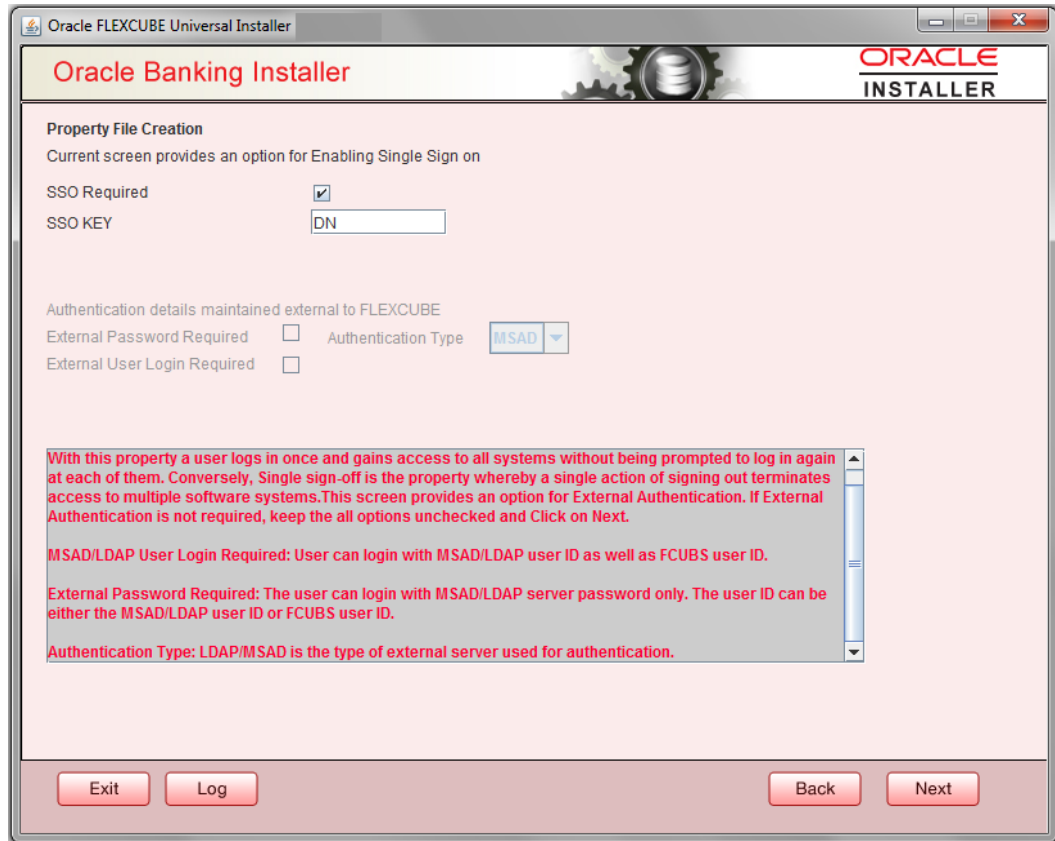 Oracle FLEXCUBE Universal Installer
Oracle Banking Installer
ORACLE
INSTALLER
Property File Creation
Current screen provides an option for Enabling Single Sign on
SSO Required
SSO KEY
DN
Authentication details maintained external to FLEXCUBE
External Password Required
Authentication Type
MSAD
External User Login Required
With this property a user logs in once and gains access to all systems without being prompted to log in again
at each of them. Conversely, Single sign-off is the property whereby a single action of signing out terminates
access to multiple software systems.This screen provides an option for External Authentication. If External
Authentication is not required, keep the all options unchecked and Click on Next.
MSAD/LDAP User Login Required: User can login with MSAD/LDAP user ID as well as FCUBS user ID.
External Password Required: The user can login with MSAD/LDAP server password only. The user ID can be
either the MSAD/LDAP user ID or FCUBS user ID.
Authentication Type: LDAP/MSAD is the type of external server used for authentication.
Exit
Log
Back
Next